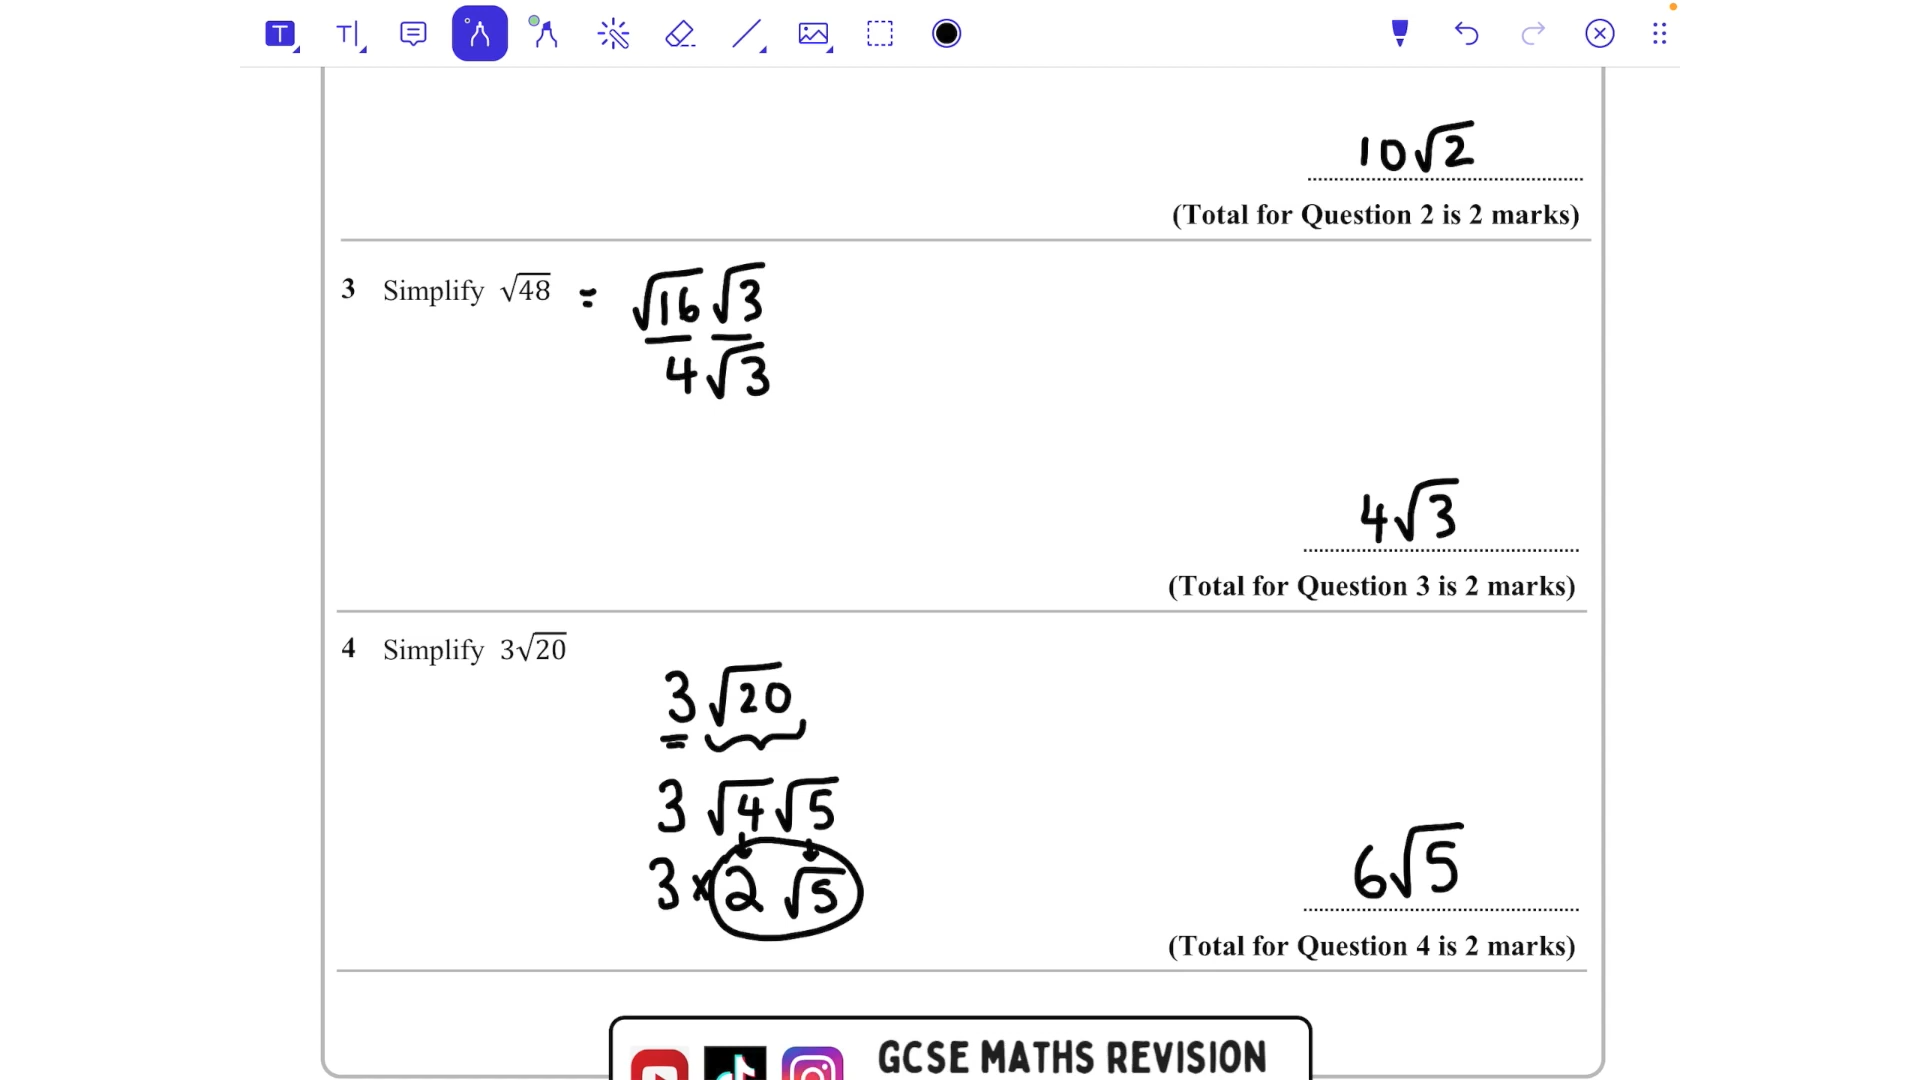 10√2
(Total for Question 2 is 2 marks)
3 Simplify √48 = √16 √3
4√3
4√3
(Total for Question 3 is 2 marks)
4 Simplify 3√20
3 √20
3 √4 √5
3 × 2 √5
6√5
(Total for Question 4 is 2 marks)
GCSE MATHS REVISION